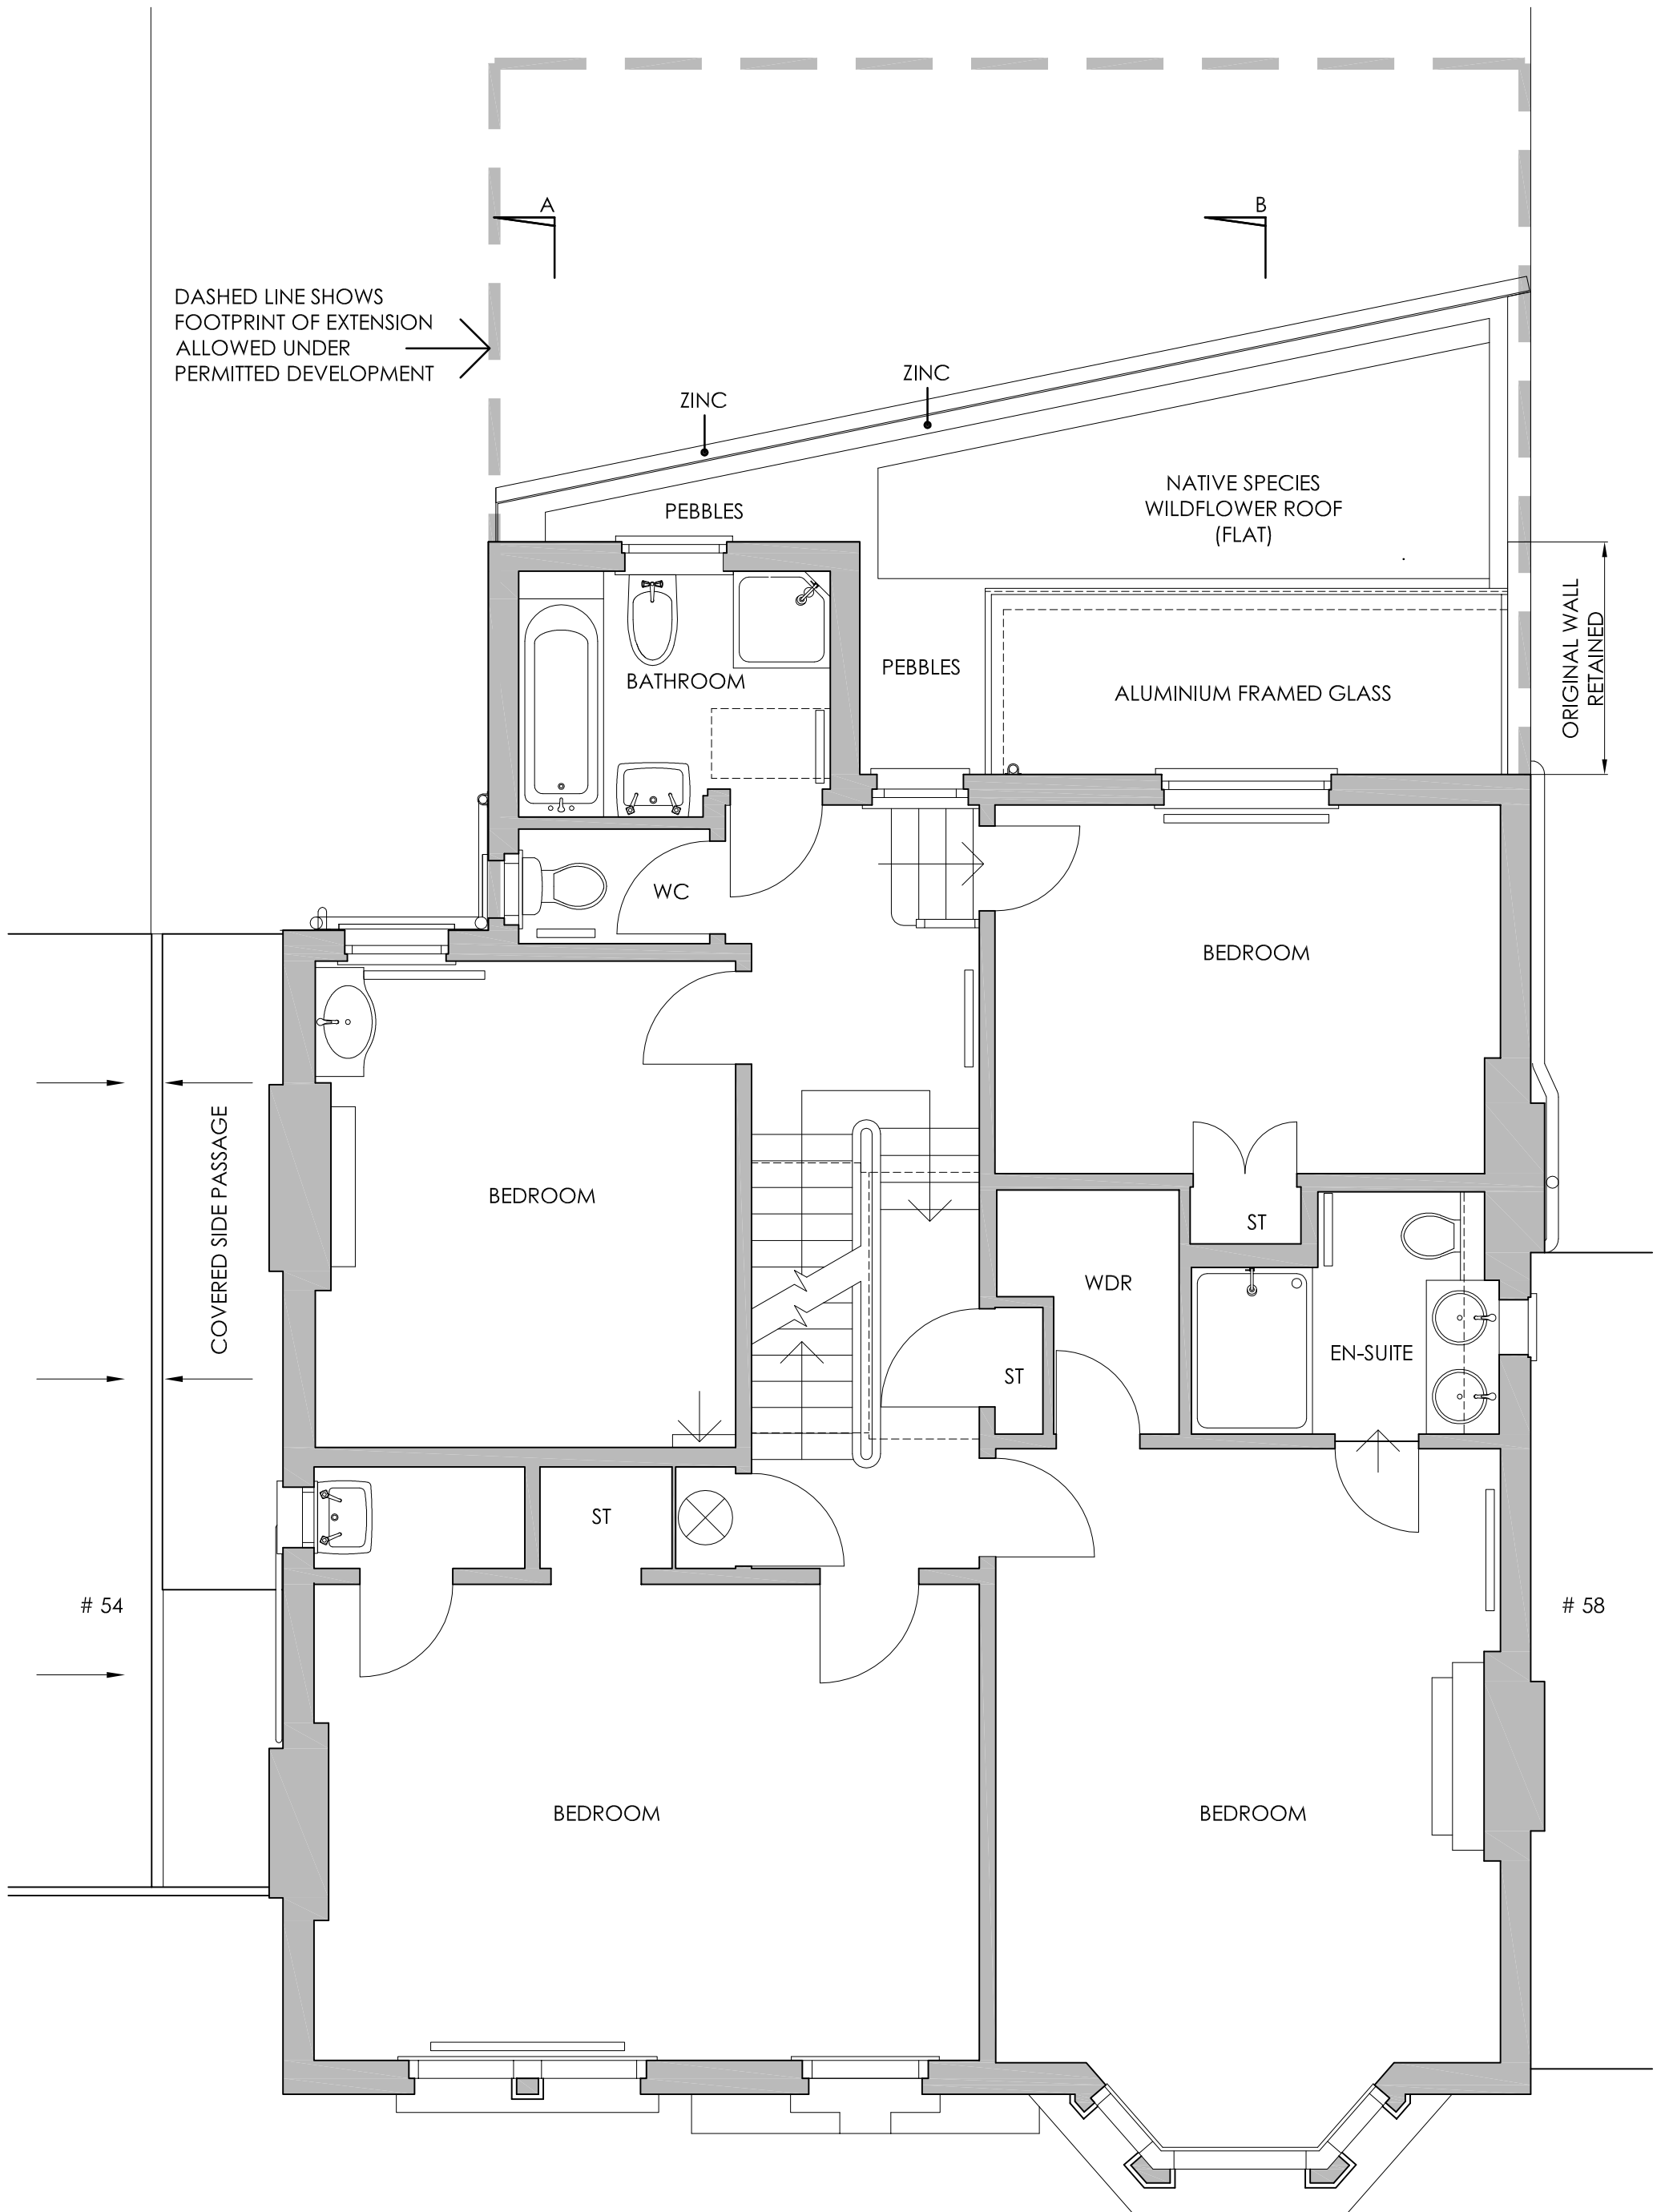 A
B
DASHED LINE SHOWS
FOOTPRINT OF EXTENSION
ALLOWED UNDER
PERMITTED DEVELOPMENT
ZINC
ZINC
NATIVE SPECIES
WILDFLOWER ROOF
(FLAT)
PEBBLES
ORIGINAL WALL
RETAINED
PEBBLES
BATHROOM
ALUMINIUM FRAMED GLASS
WC
BEDROOM
COVERED SIDE PASSAGE
BEDROOM
ST
WDR
EN-SUITE
ST
ST
# 54
# 58
BEDROOM
BEDROOM